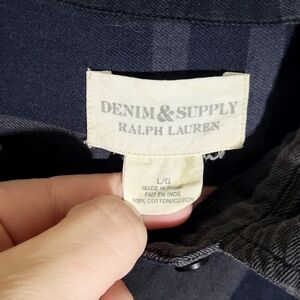 DENIM & SUPPLY
RALPH LAUREN
L/G
MADE IN INDIA
FAIT EN INDE
100% COTTON/COTON